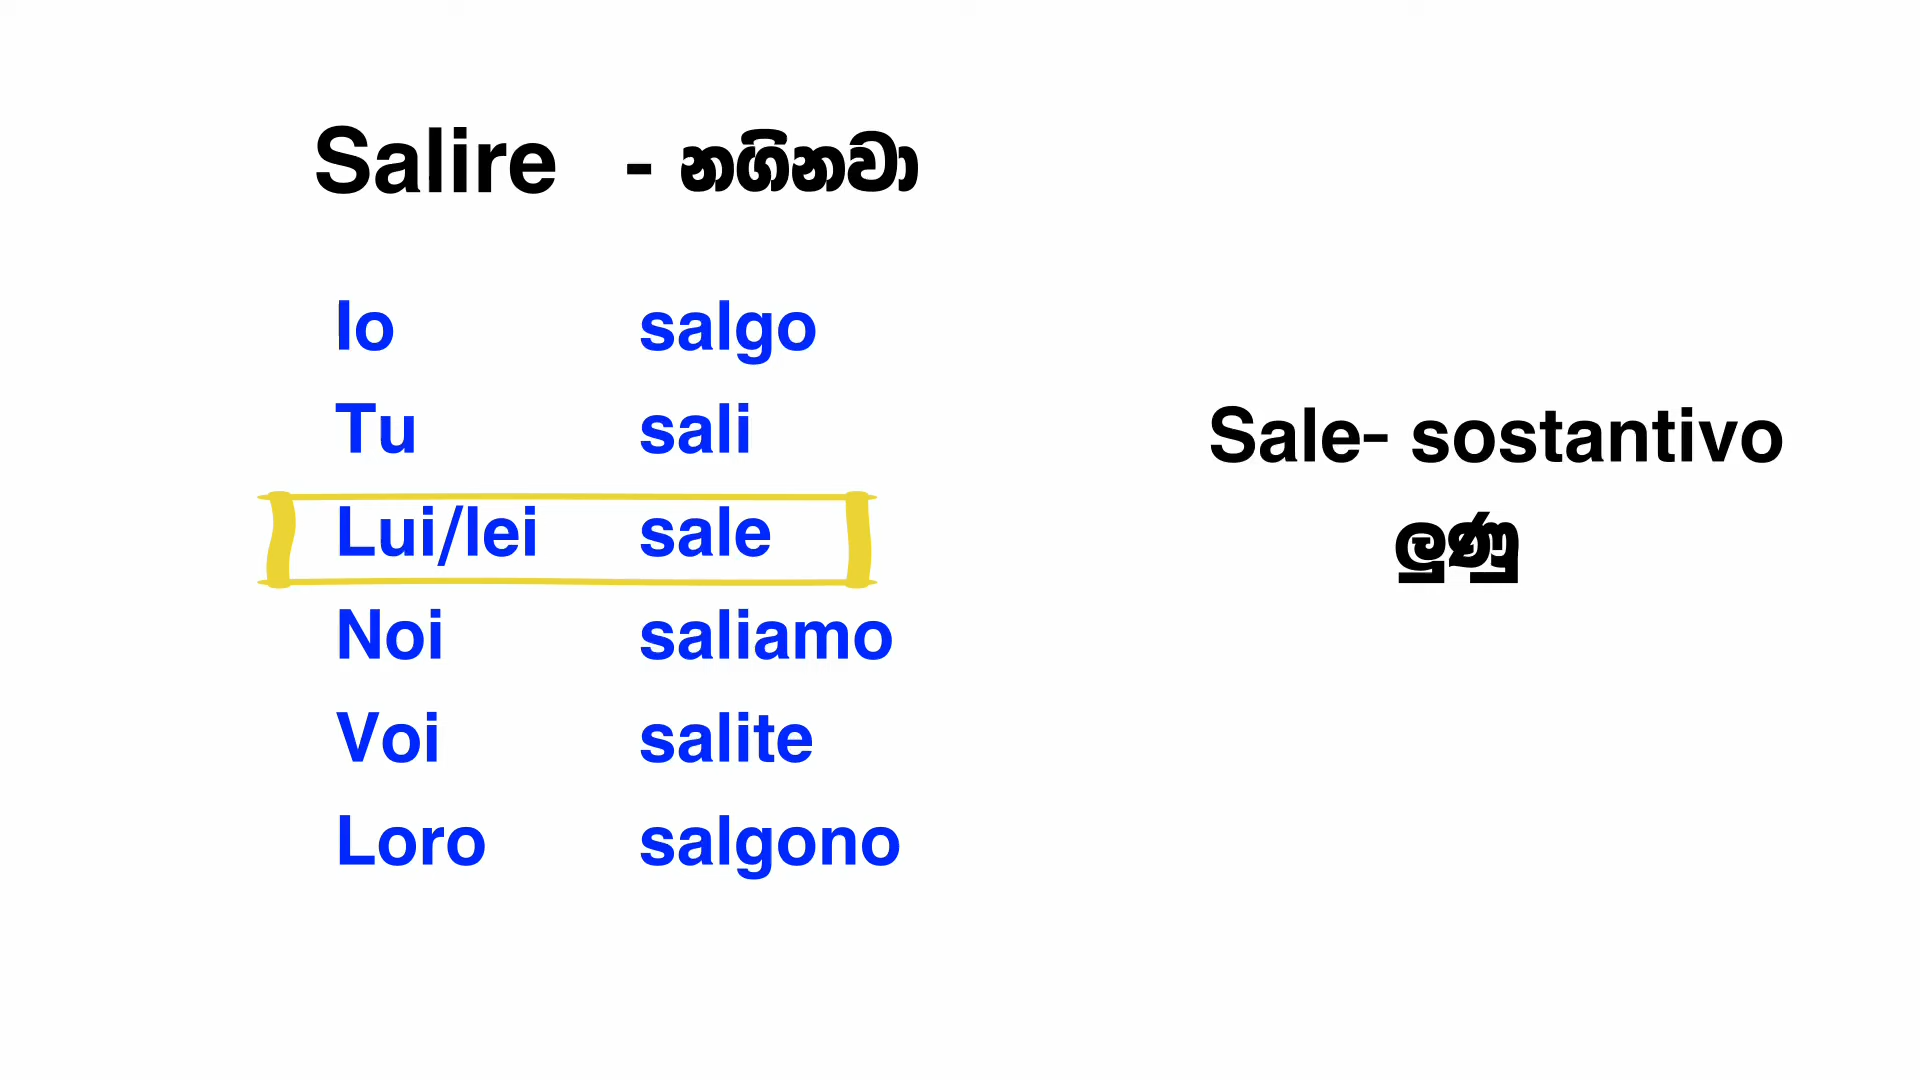 Salire - නගිනවා
Io salgo
Tu sali
Lui/lei sale
Noi saliamo
Voi salite
Loro salgono
Sale- sostantivo
ලුණු